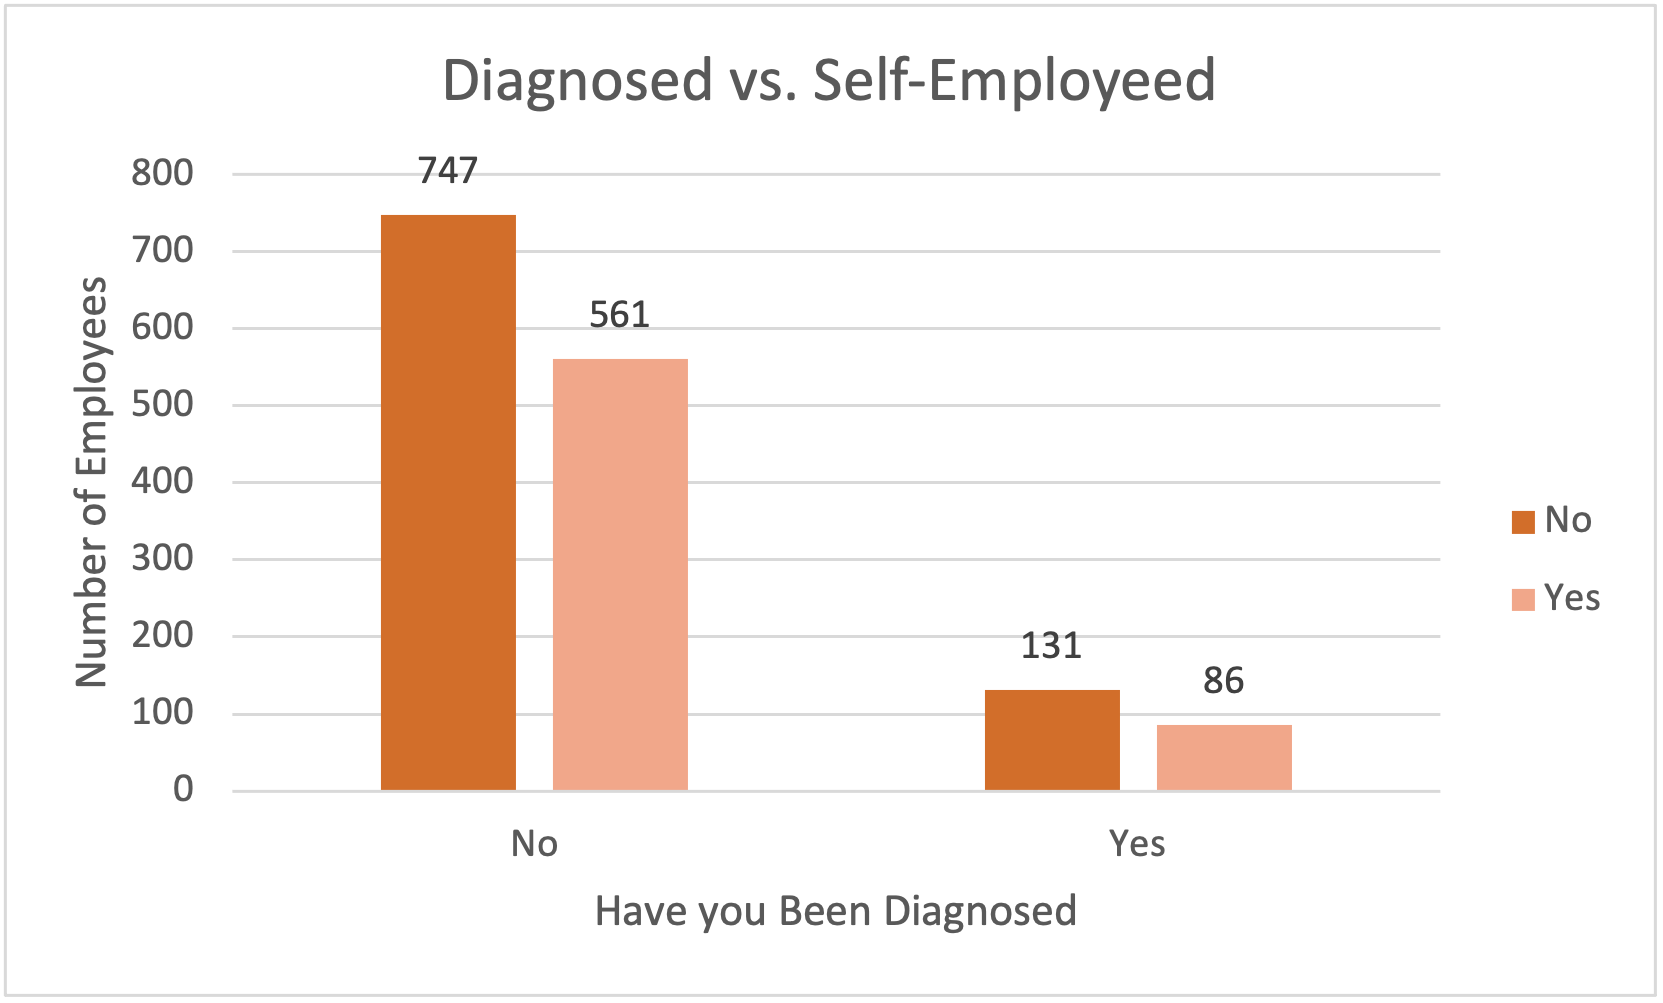 Diagnosed vs. Self-Employeed
Number of Employees
800
700
600
500
400
300
200
100
0
747
561
131
86
No
Yes
Have you Been Diagnosed
No
Yes